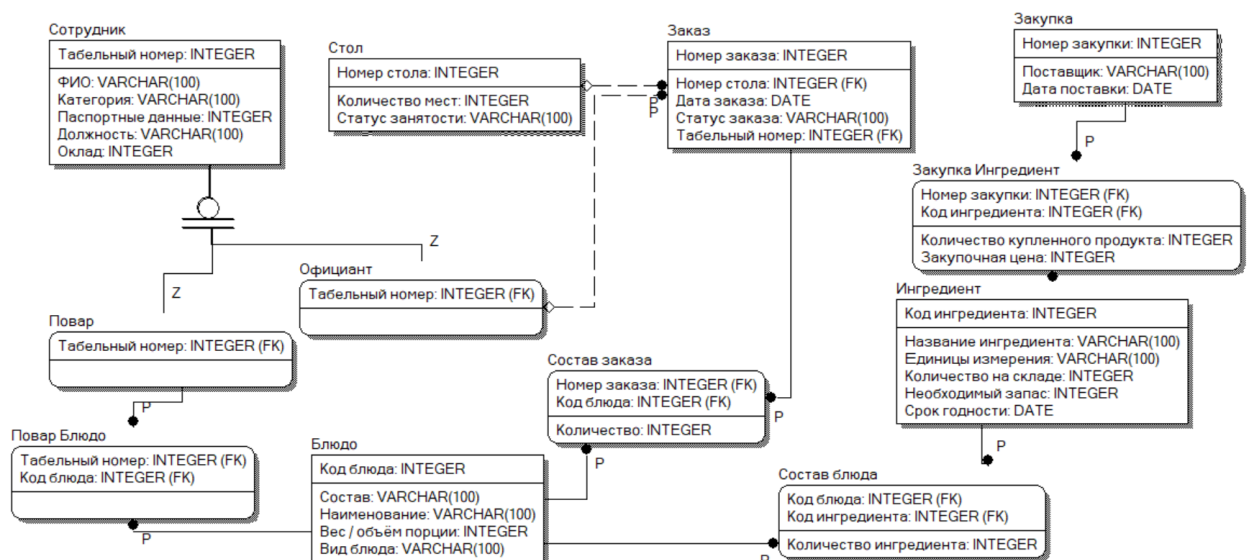 Сотрудник
Табельный номер: INTEGER
ФИО: VARCHAR(100)
Категория: VARCHAR(100)
Паспортные данные: INTEGER
Должность: VARCHAR(100)
Оклад: INTEGER
Стол
Номер стола: INTEGER
Количество мест: INTEGER
Статус занятости: VARCHAR(100)
Заказ
Номер заказа: INTEGER
Номер стола: INTEGER (FK)
Дата заказа: DATE
Статус заказа: VARCHAR(100)
Табельный номер: INTEGER (FK)
P
P
Закупка
Номер закупки: INTEGER
Поставщик: VARCHAR(100)
Дата поставки: DATE
P
Закупка Ингредиент
Номер закупки: INTEGER (FK)
Код ингредиента: INTEGER (FK)
Количество купленного продукта: INTEGER
Закупочная цена: INTEGER
Z
Z
Официант
Табельный номер: INTEGER (FK)
Ингредиент
Код ингредиента: INTEGER
Название ингредиента: VARCHAR(100)
Единицы измерения: VARCHAR(100)
Количество на складе: INTEGER
Необходимый запас: INTEGER
Срок годности: DATE
P
Повар
Табельный номер: INTEGER (FK)
P
Состав заказа
Номер заказа: INTEGER (FK)
Код блюда: INTEGER (FK)
Количество: INTEGER
P
P
Повар Блюдо
Табельный номер: INTEGER (FK)
Код блюда: INTEGER (FK)
P
Блюдо
Код блюда: INTEGER
Состав: VARCHAR(100)
Наименование: VARCHAR(100)
Вес / объём порции: INTEGER
Вид блюда: VARCHAR(100)
Состав блюда
Код блюда: INTEGER (FK)
Код ингредиента: INTEGER (FK)
Количество ингредиента: INTEGER
P